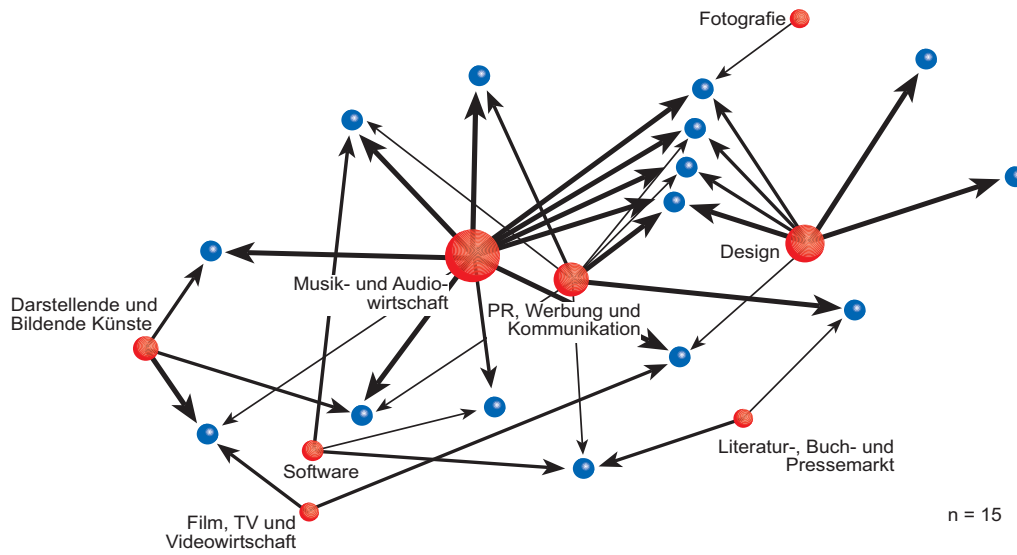 Fotografie
Design
Musik- und Audio-
wirtschaft
PR, Werbung und
Kommunikation
Darstellende und
Bildende Künste
Software
Literatur-, Buch- und
Pressemarkt
Film, TV und
Videowirtschaft
n = 15